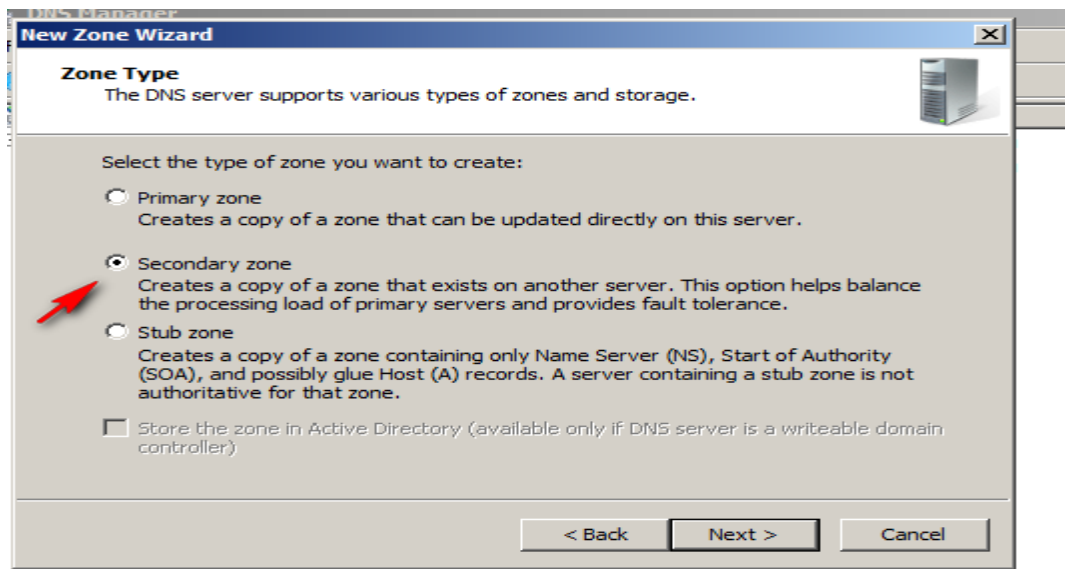 DNS Manager
New Zone Wizard
Zone Type
The DNS server supports various types of zones and storage.
Select the type of zone you want to create:
Primary zone
Creates a copy of a zone that can be updated directly on this server.
Secondary zone
Creates a copy of a zone that exists on another server. This option helps balance
the processing load of primary servers and provides fault tolerance.
Stub zone
Creates a copy of a zone containing only Name Server (NS), Start of Authority
(SOA), and possibly glue Host (A) records. A server containing a stub zone is not
authoritative for that zone.
Store the zone in Active Directory (available only if DNS server is a writeable domain
controller)
< Back Next > Cancel